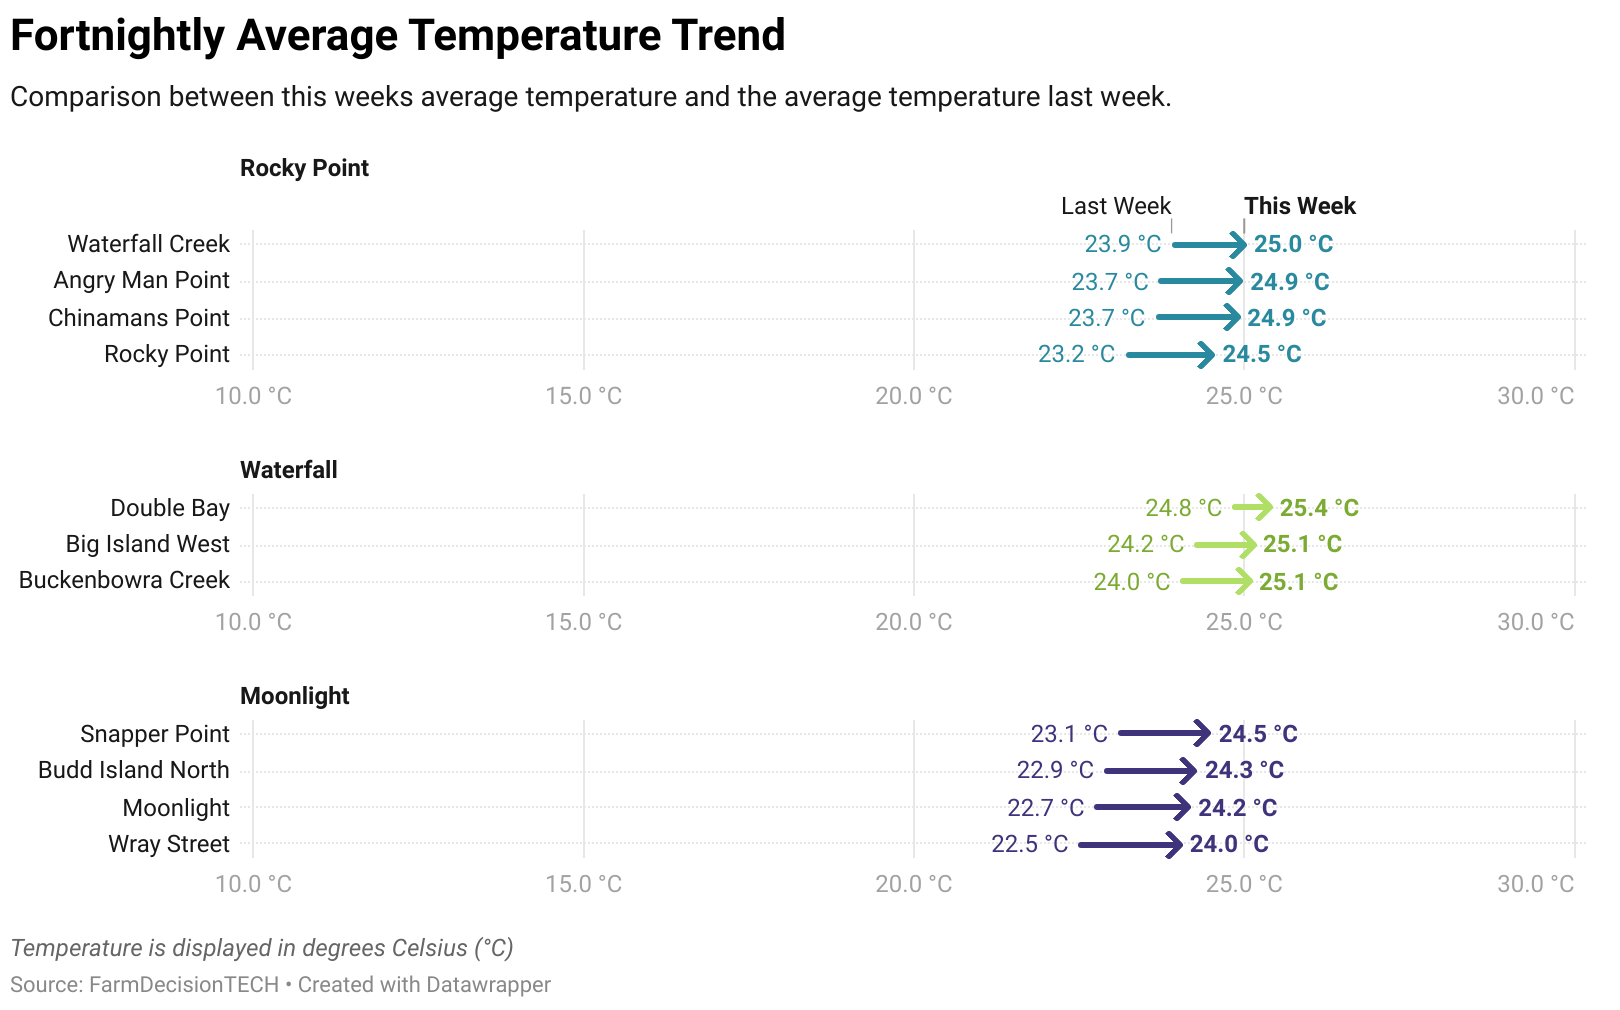 Fortnightly Average Temperature Trend
Comparison between this weeks average temperature and the average temperature last week.
Rocky Point
Last Week This Week
Waterfall Creek 23.9 °C 25.0 °C
Angry Man Point 23.7 °C 24.9 °C
Chinamans Point 23.7 °C 24.9 °C
Rocky Point 23.2 °C 24.5 °C
10.0 °C 15.0 °C 20.0 °C 25.0 °C 30.0 °C
Waterfall
Double Bay 24.8 °C 25.4 °C
Big Island West 24.2 °C 25.1 °C
Buckenbowra Creek 24.0 °C 25.1 °C
10.0 °C 15.0 °C 20.0 °C 25.0 °C 30.0 °C
Moonlight
Snapper Point 23.1 °C 24.5 °C
Budd Island North 22.9 °C 24.3 °C
Moonlight 22.7 °C 24.2 °C
Wray Street 22.5 °C 24.0 °C
10.0 °C 15.0 °C 20.0 °C 25.0 °C 30.0 °C
Temperature is displayed in degrees Celsius (°C)
Source: FarmDecisionTECH • Created with Datawrapper